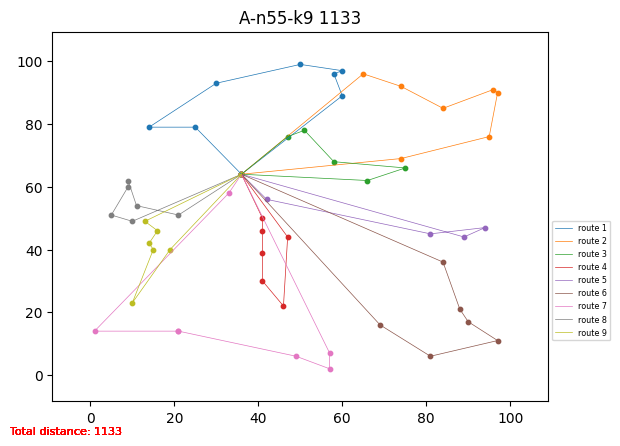 A-n55-k9 1133
100
80
60
40
20
0
0 20 40 60 80 100
route 1
route 2
route 3
route 4
route 5
route 6
route 7
route 8
route 9
Total distance: 1133